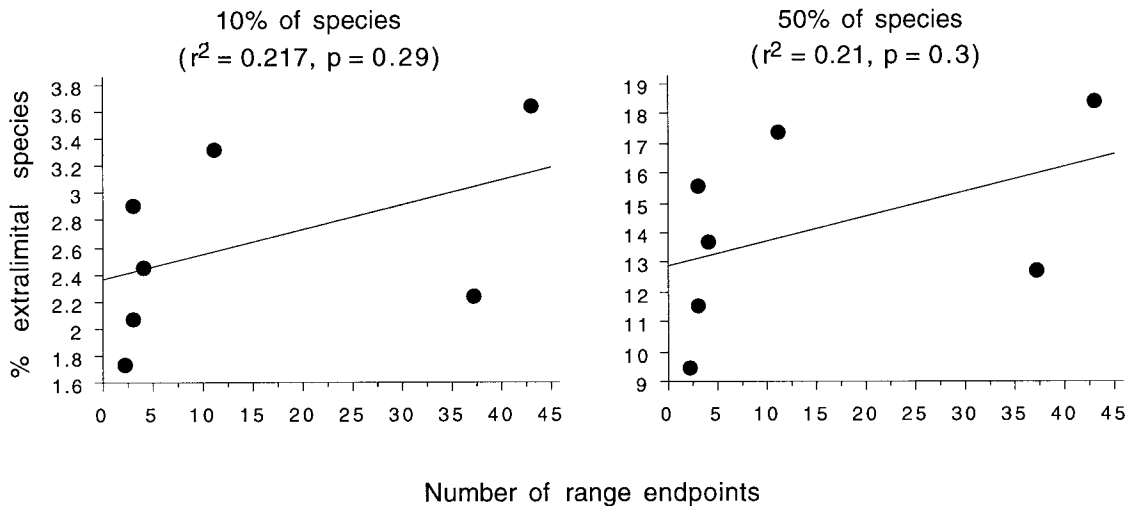 10% of species
(r² = 0.217, p = 0.29)
50% of species
(r² = 0.21, p = 0.3)
% extralimital species
3.8
3.6
3.4
3.2
3
2.8
2.6
2.4
2.2
2
1.8
1.6
0 5 10 15 20 25 30 35 40 45
19
18
17
16
15
14
13
12
11
10
9
0 5 10 15 20 25 30 35 40 45
Number of range endpoints